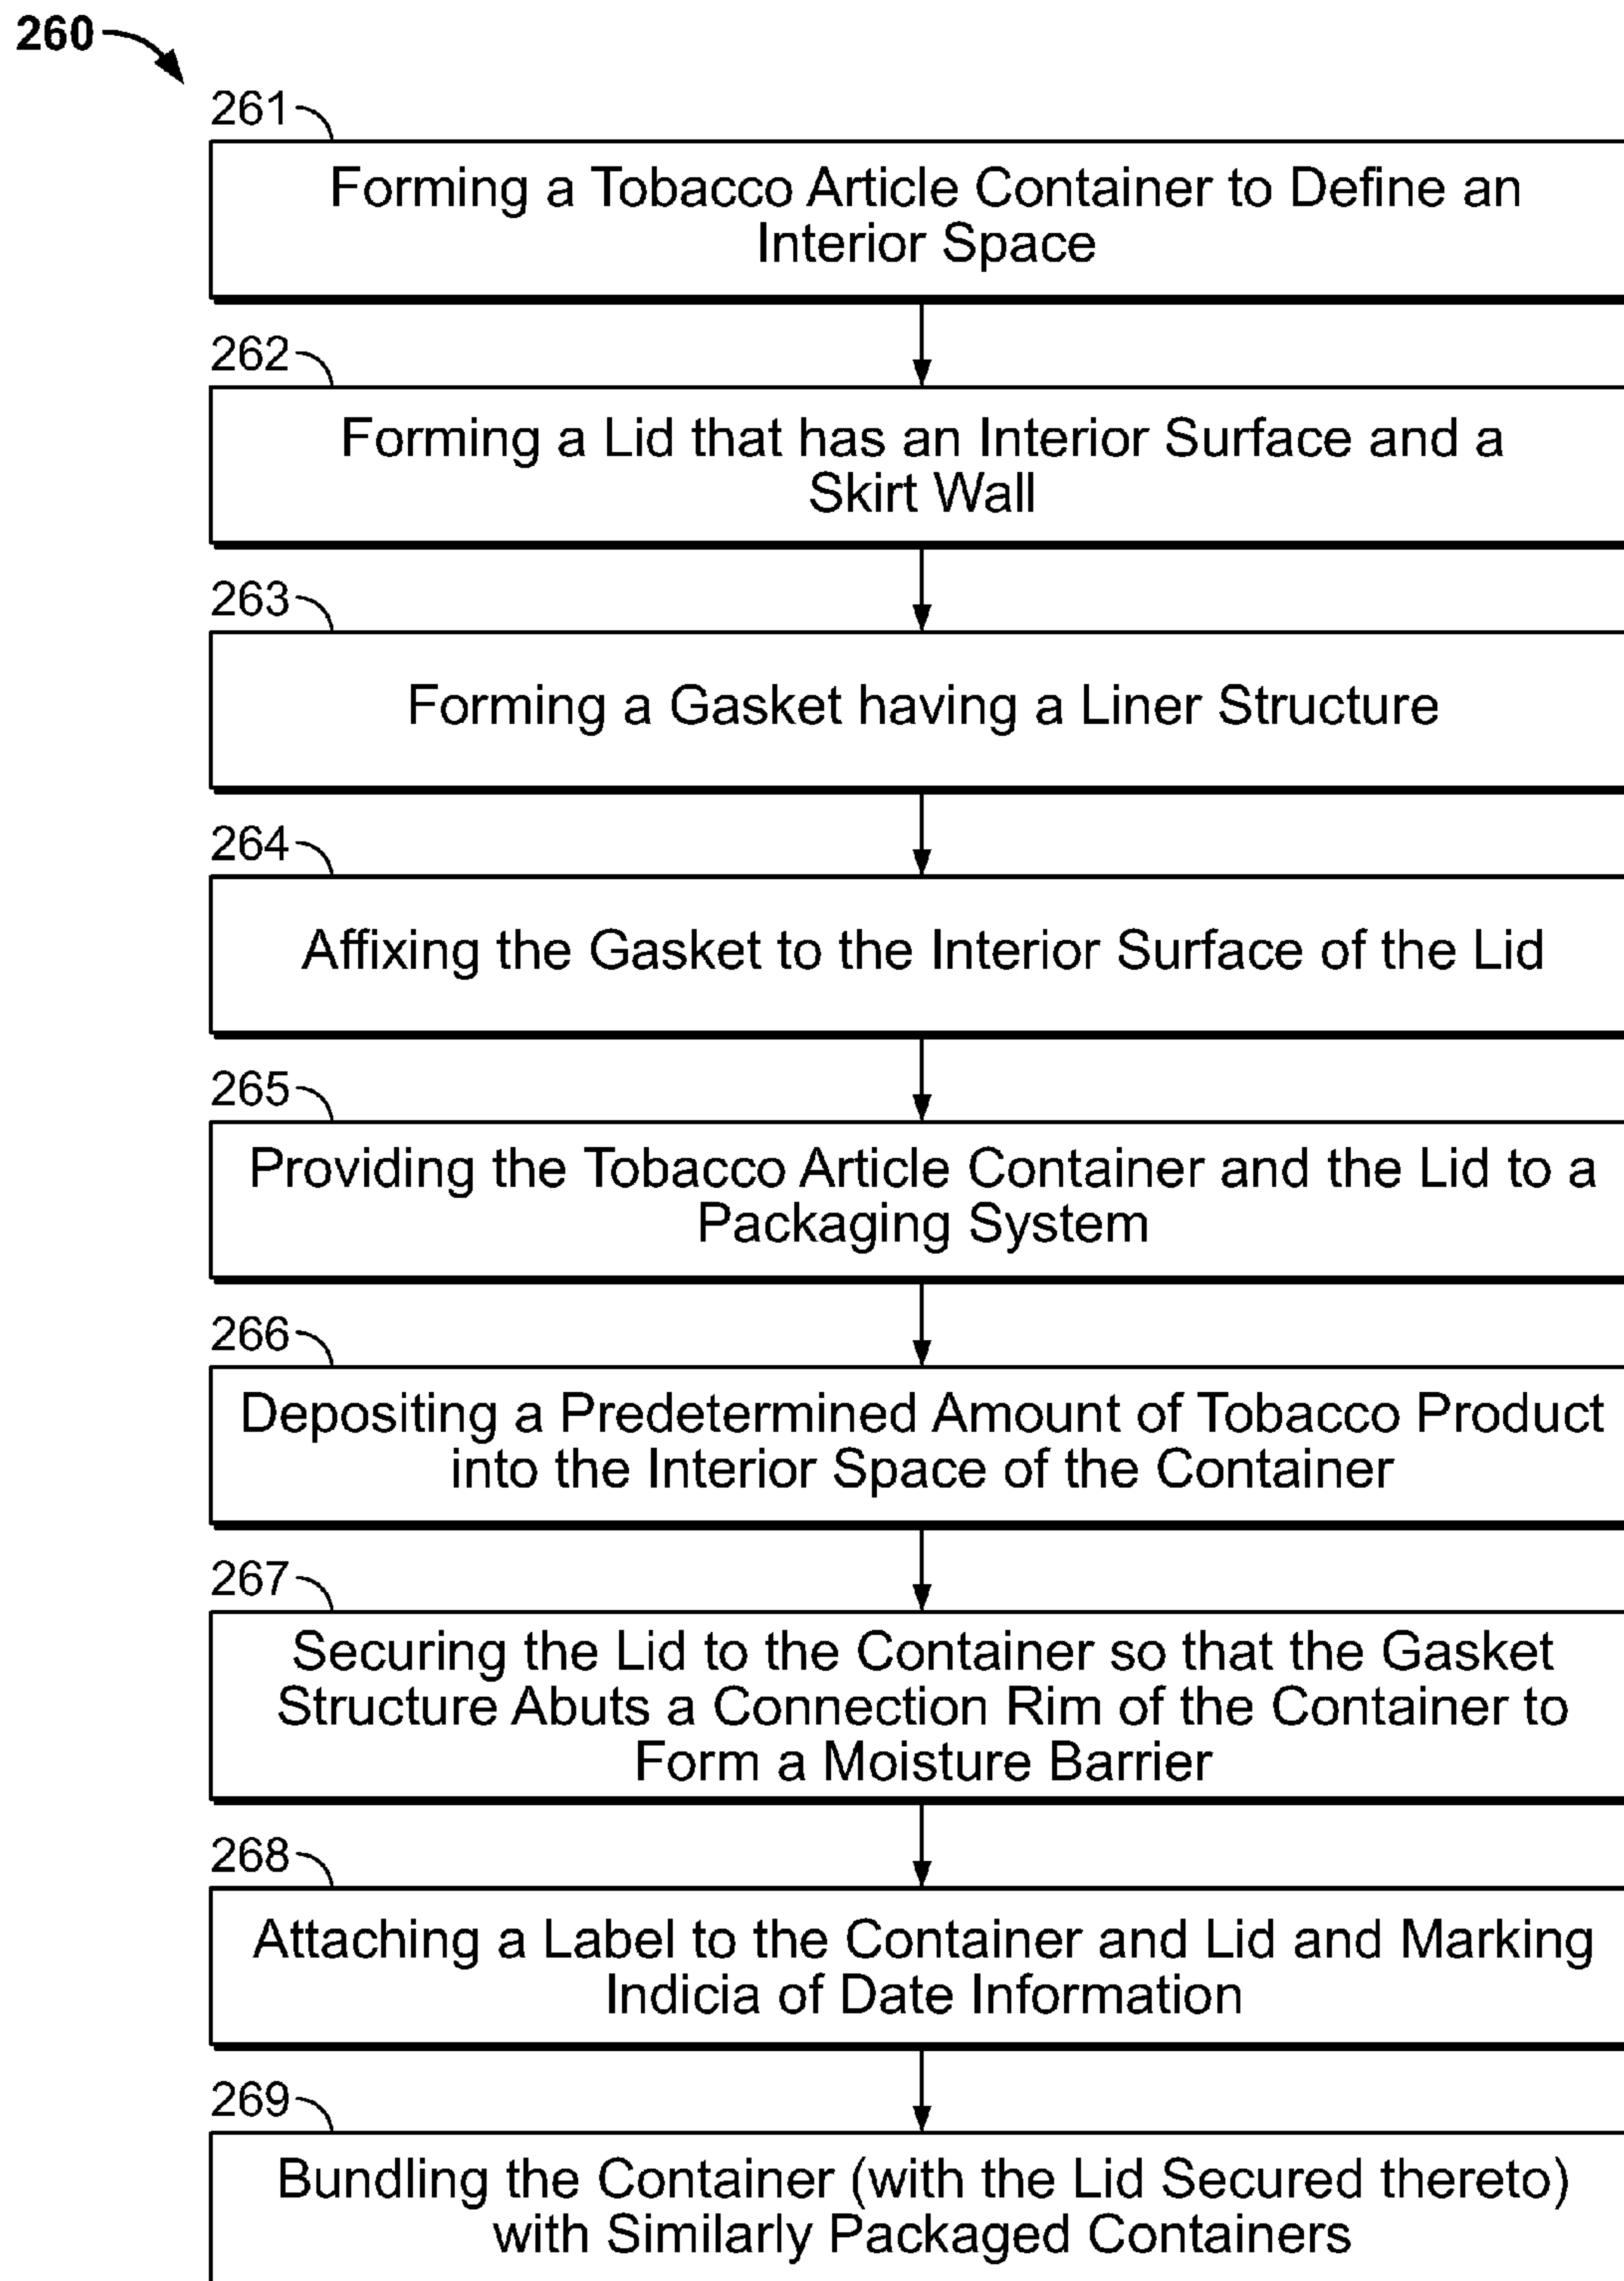 260
261
Forming a Tobacco Article Container to Define an
Interior Space
262
Forming a Lid that has an Interior Surface and a
Skirt Wall
263
Forming a Gasket having a Liner Structure
264
Affixing the Gasket to the Interior Surface of the Lid
265
Providing the Tobacco Article Container and the Lid to a
Packaging System
266
Depositing a Predetermined Amount of Tobacco Product
into the Interior Space of the Container
267
Securing the Lid to the Container so that the Gasket
Structure Abuts a Connection Rim of the Container to
Form a Moisture Barrier
268
Attaching a Label to the Container and Lid and Marking
Indicia of Date Information
269
Bundling the Container (with the Lid Secured thereto)
with Similarly Packaged Containers